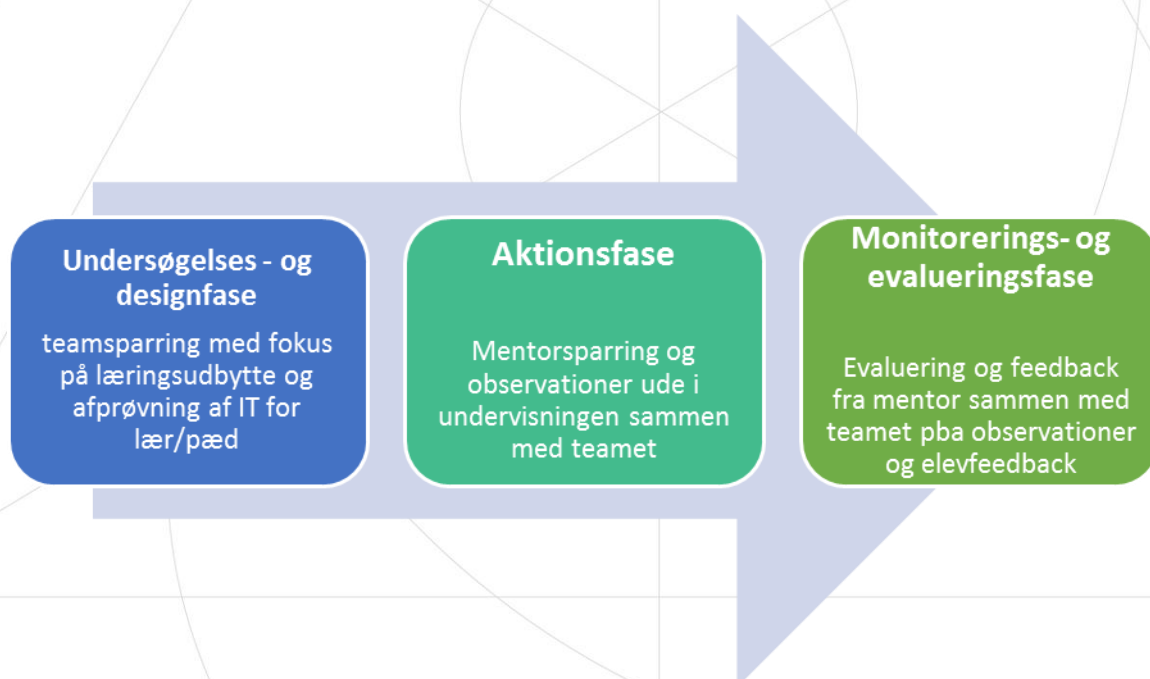 Undersøgelses - og
designfase
teamsparring med fokus
på læringsudbytte og
afprøvning af IT for
lær/pæd
Aktionsfase
Mentorsparring og
observationer ude i
undervisningen sammen
med teamet
Monitorerings- og
evalueringsfase
Evaluering og feedback
fra mentor sammen med
teamet pba observationer
og elevfeedback